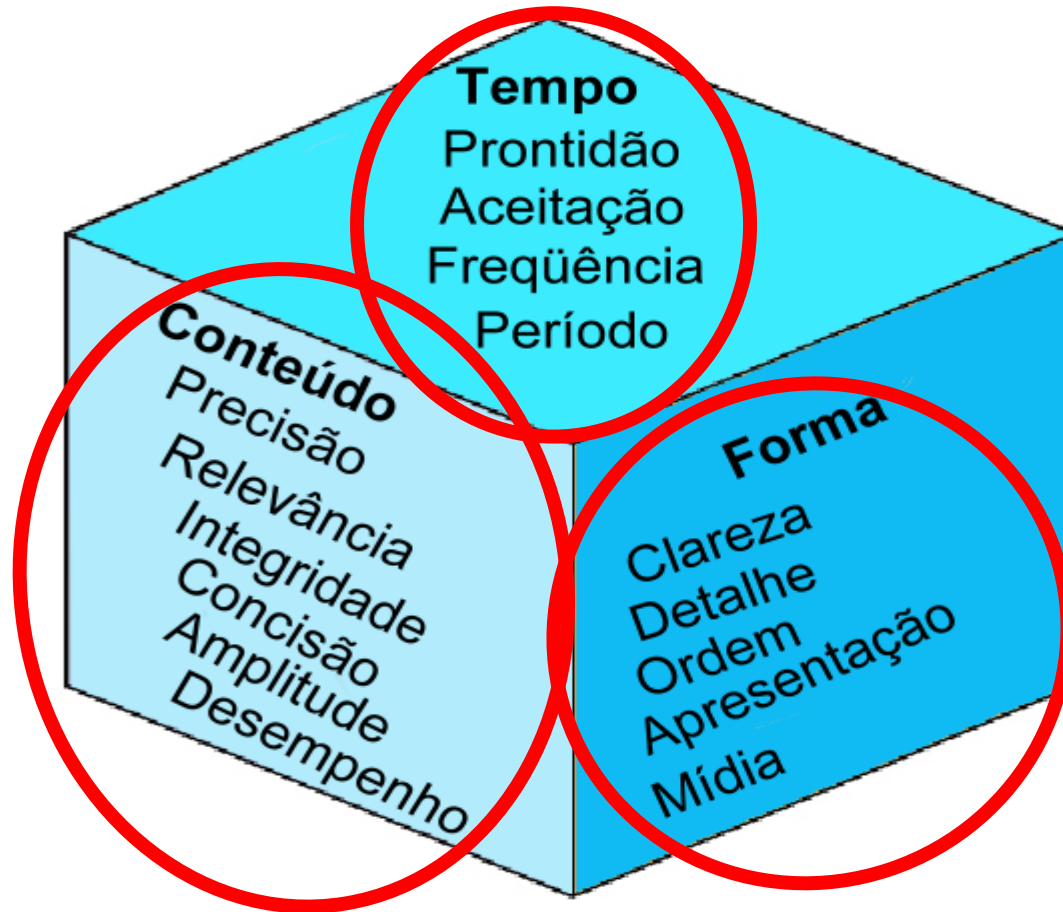 Tempo
Prontidão
Aceitação
Freqüência
Período
Conteúdo
Precisão
Relevância
Integridade
Concisão
Amplitude
Desempenho
Forma
Clareza
Detalhe
Ordem
Apresentação
Mídia